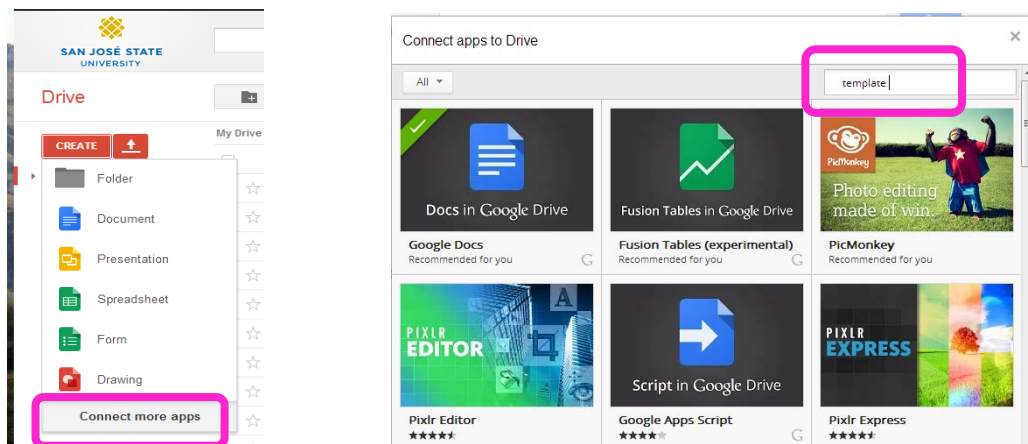 SAN JOSÉ STATE
UNIVERSITY
Drive
My Drive
CREATE
Folder
Document
Presentation
Spreadsheet
Form
Drawing
Connect more apps
Connect apps to Drive
All
template
Docs in Google Drive
Google Docs
Recommended for you
G
Fusion Tables in Google Drive
Fusion Tables (experimental)
Recommended for you
G
PicMonkey
Photo editing
made of win.
PicMonkey
Recommended for you
PIXLR
EDITOR
A
Pixlr Editor
Script in Google Drive
Google Apps Script
G
PIXLR
EXPRESS
Pixlr Express